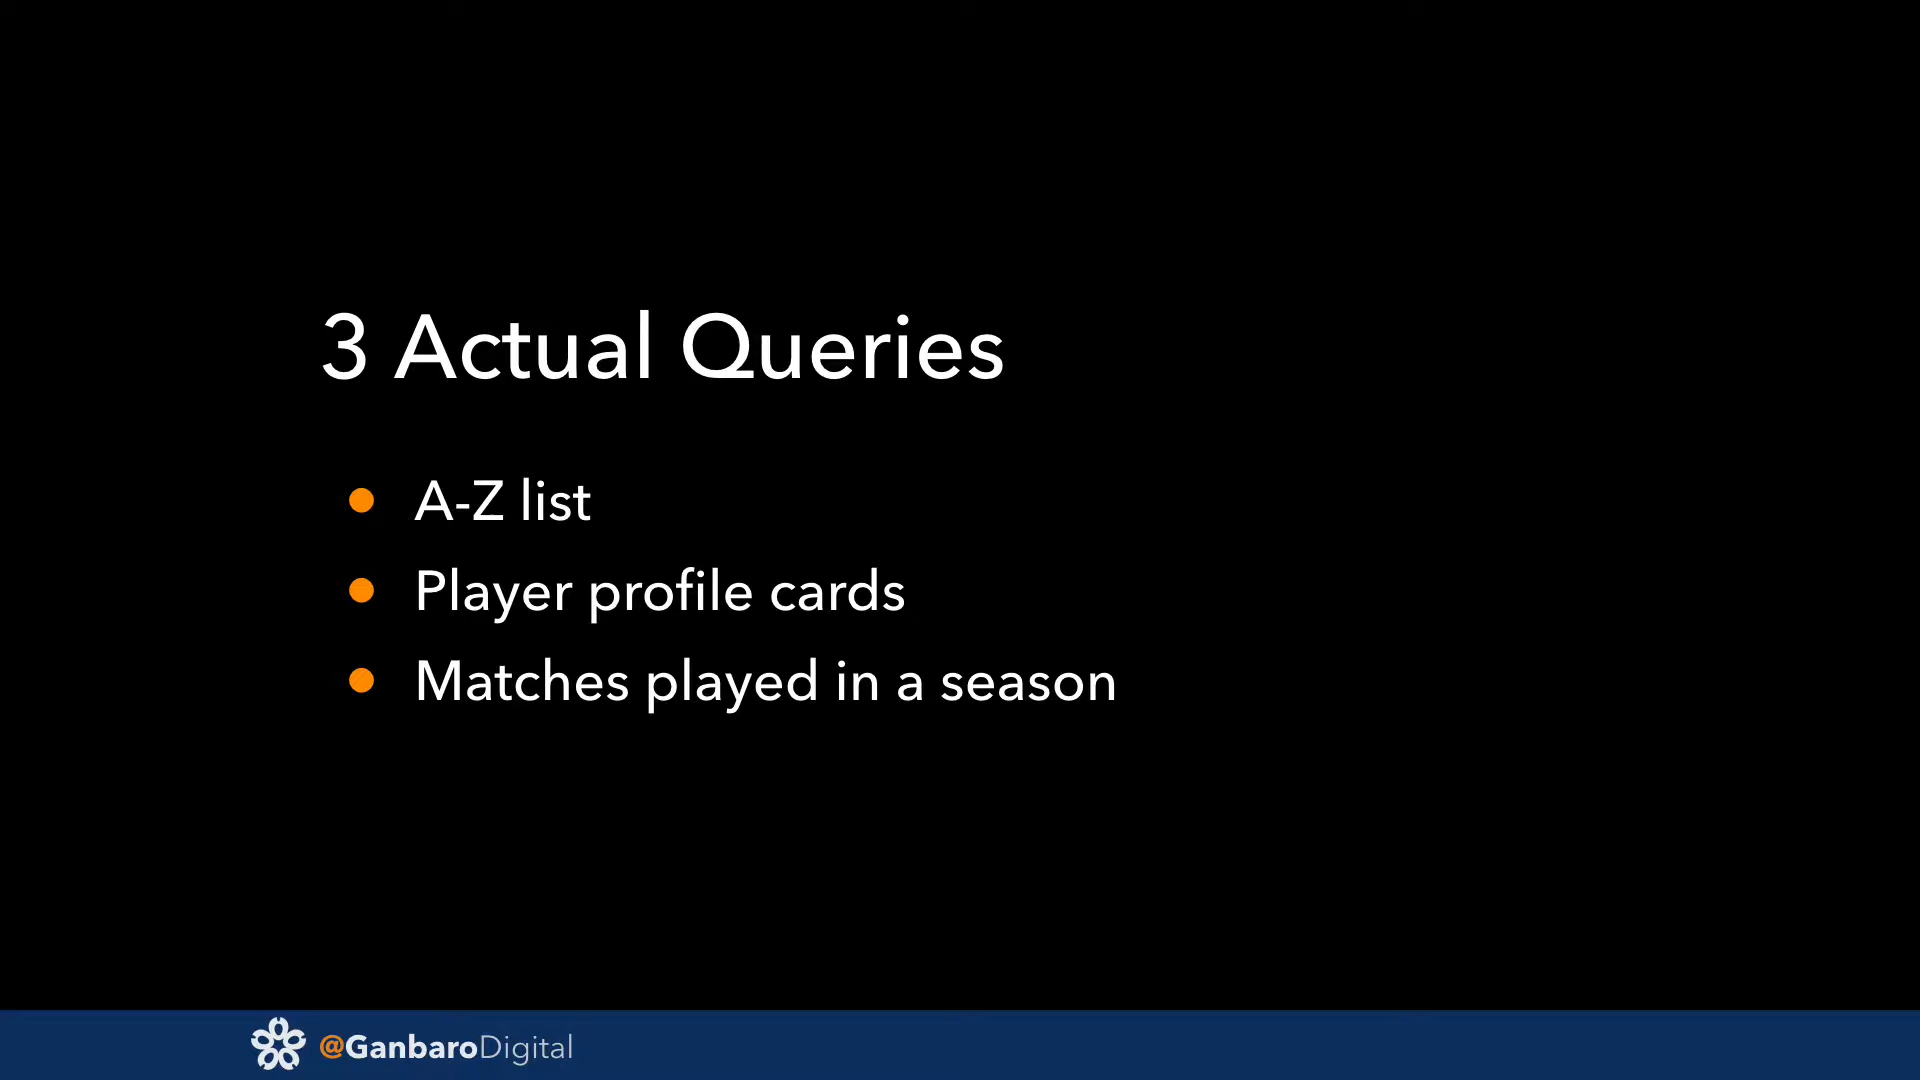 3 Actual Queries
A-Z list
Player profile cards
Matches played in a season
@GanbaroDigital